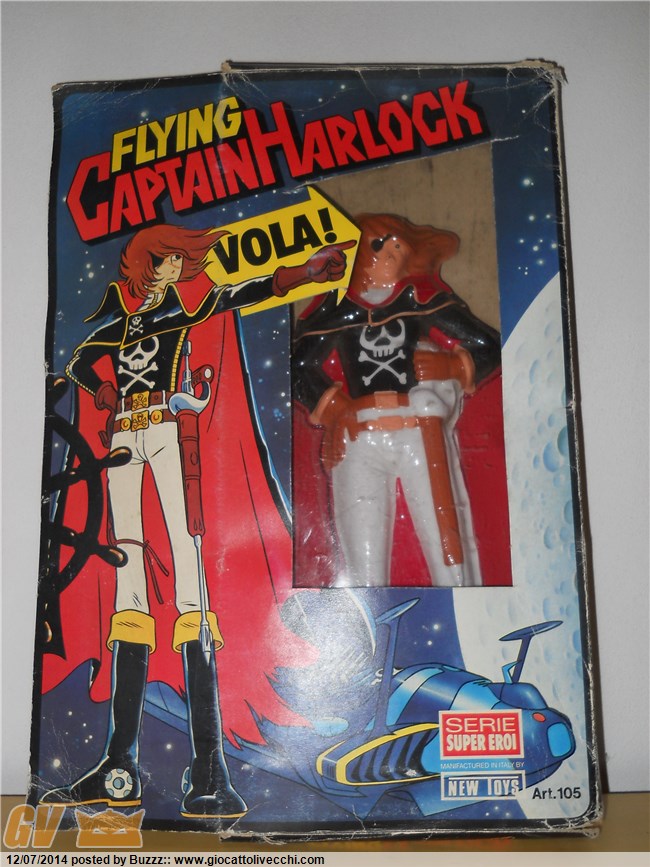 FLYING
CAPTAIN HARLOCK
VOLA!
SERIE
SUPER EROI
MANUFACTURED IN ITALY BY
NEW TOYS
Art.105
GV
12/07/2014 posted by Buzzz:: www.giocattolivecchi.com